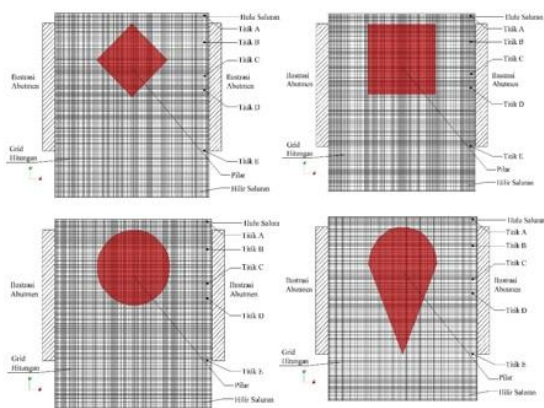 Hulu Saluran
Titik A
Titik B
Titik C
Ilustrasi
Abutmen
Ilustrasi
Abutmen
Titik D
Titik E
Grid
Hitungan
Pilar
Hilir Saluran
Hulu Saluran
Titik A
Titik B
Titik C
Ilustrasi
Abutmen
Ilustrasi
Abutmen
Titik D
Titik E
Grid
Hitungan
Pilar
Hilir Saluran
Hulu Saluran
Titik A
Titik B
Titik C
Ilustrasi
Abutmen
Ilustrasi
Abutmen
Titik D
Grid
Hitungan
Titik E
Pilar
Hilir Saluran
Hulu Saluran
Titik A
Titik B
Titik C
Ilustrasi
Abutmen
Ilustrasi
Abutmen
Titik D
Grid
Hitungan
Titik E
Pilar
Hilir Saluran